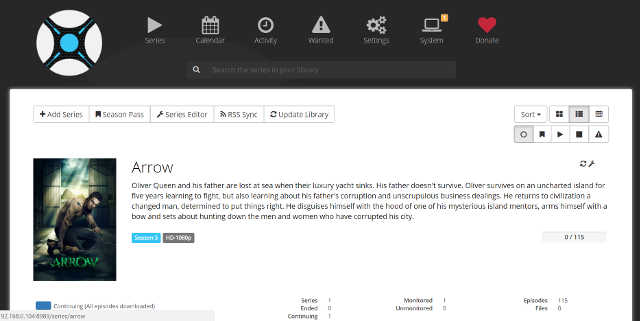 Series Calendar Activity Wanted Settings System Donate
Search the series in your library
Add Series Season Pass Series Editor RSS Sync Update Library Sort
Arrow
Oliver Queen and his father are lost at sea when their luxury yacht sinks. His father doesn't survive. Oliver survives on an uncharted island for
five years learning to fight, but also learning about his father's corruption and unscrupulous business dealings. He returns to civilization a
changed man, determined to put things right. He disguises himself with the hood of one of his mysterious island mentors, arms himself with a
bow and sets about hunting down the men and women who have corrupted his city.
Season 3 HD-1080p 0 / 115
ARROW
Continuing (All episodes downloaded)
Series 1 Monitored 1 Episodes 115
Ended 0 Unmonitored 0 Files 0
Continuing 1
92.168.0.104:8989/series/arrow